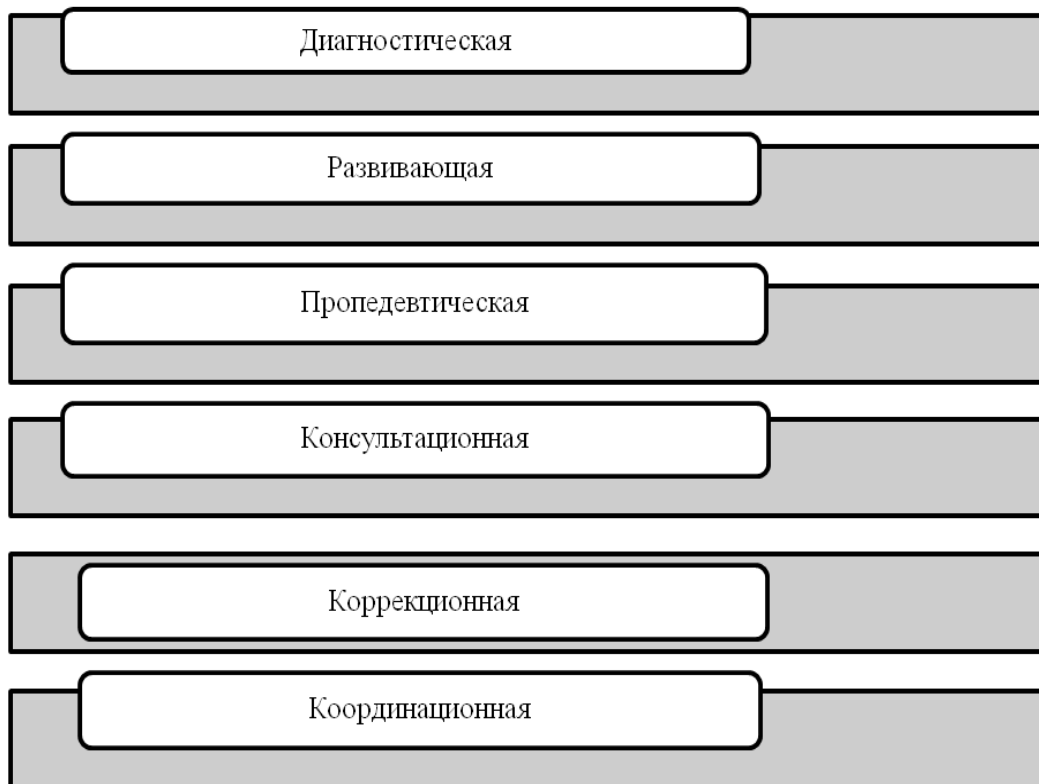 Диагностическая
Развивающая
Пропедевтическая
Консультационная
Коррекционная
Координационная